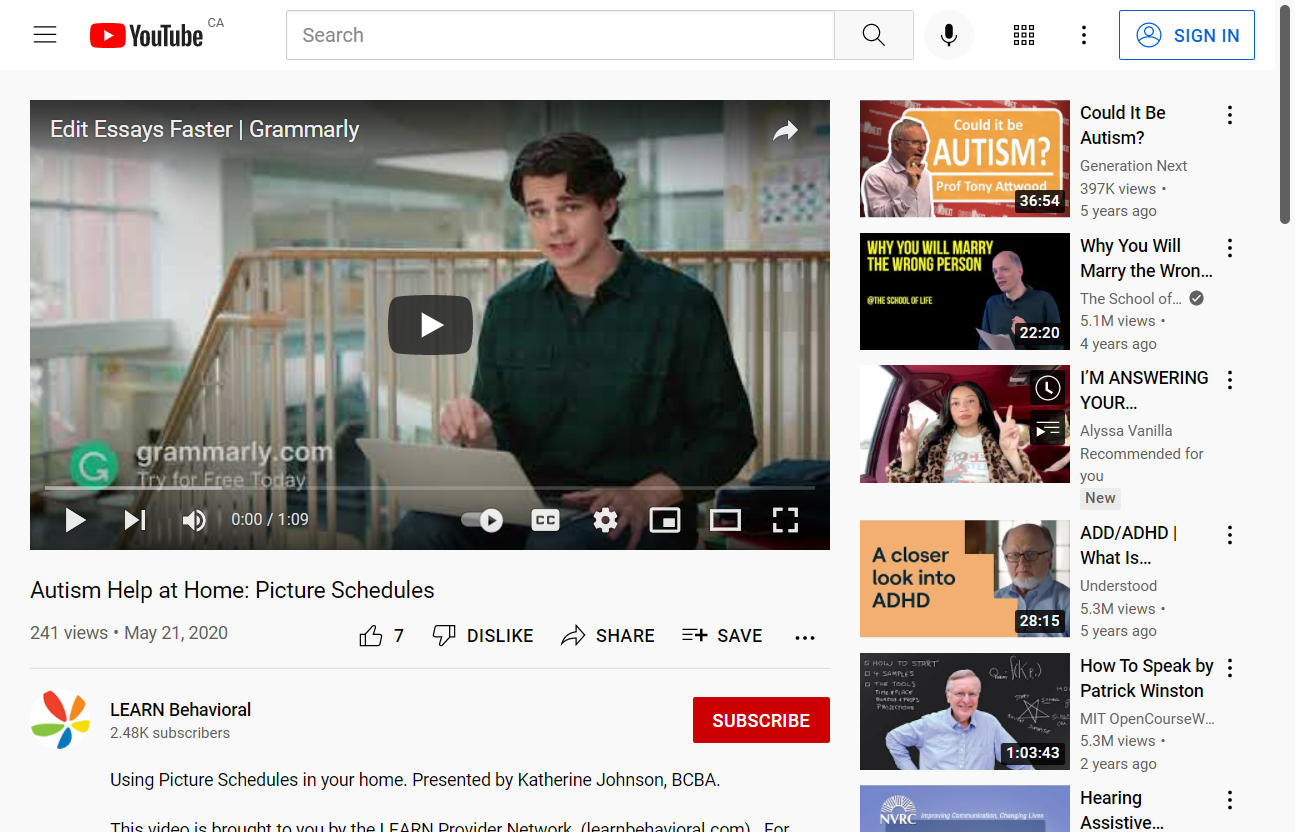 YouTube CA
Search
SIGN IN
Edit Essays Faster | Grammarly
grammarly.com
Try for Free Today
0:00 / 1:09
CC
Autism Help at Home: Picture Schedules
241 views • May 21, 2020
7
DISLIKE
SHARE
SAVE
LEARN Behavioral
2.48K subscribers
SUBSCRIBE
Using Picture Schedules in your home. Presented by Katherine Johnson, BCBA.
This video is brought to you by the LEARN Provider Network, (learnbehavioral.com). For
Could it be
AUTISM?
Prof Tony Attwood
36:54
Could It Be
Autism?
Generation Next
397K views •
5 years ago
WHY YOU WILL MARRY
THE WRONG PERSON
@THE SCHOOL OF LIFE
22:20
Why You Will
Marry the Wron...
The School of...
5.1M views •
4 years ago
I'M ANSWERING
YOUR...
Alyssa Vanilla
Recommended for
you
New
A closer
look into
ADHD
28:15
ADD/ADHD |
What Is...
Understood
5.3M views •
5 years ago
HOW TO START
4 SAMPLES
THE TOOLS
TIME & PLACE
1:03:43
How To Speak by
Patrick Winston
MIT OpenCourseW...
5.3M views •
2 years ago
NVRC
Improving Communication, Changing Lives
Hearing
Assistive...